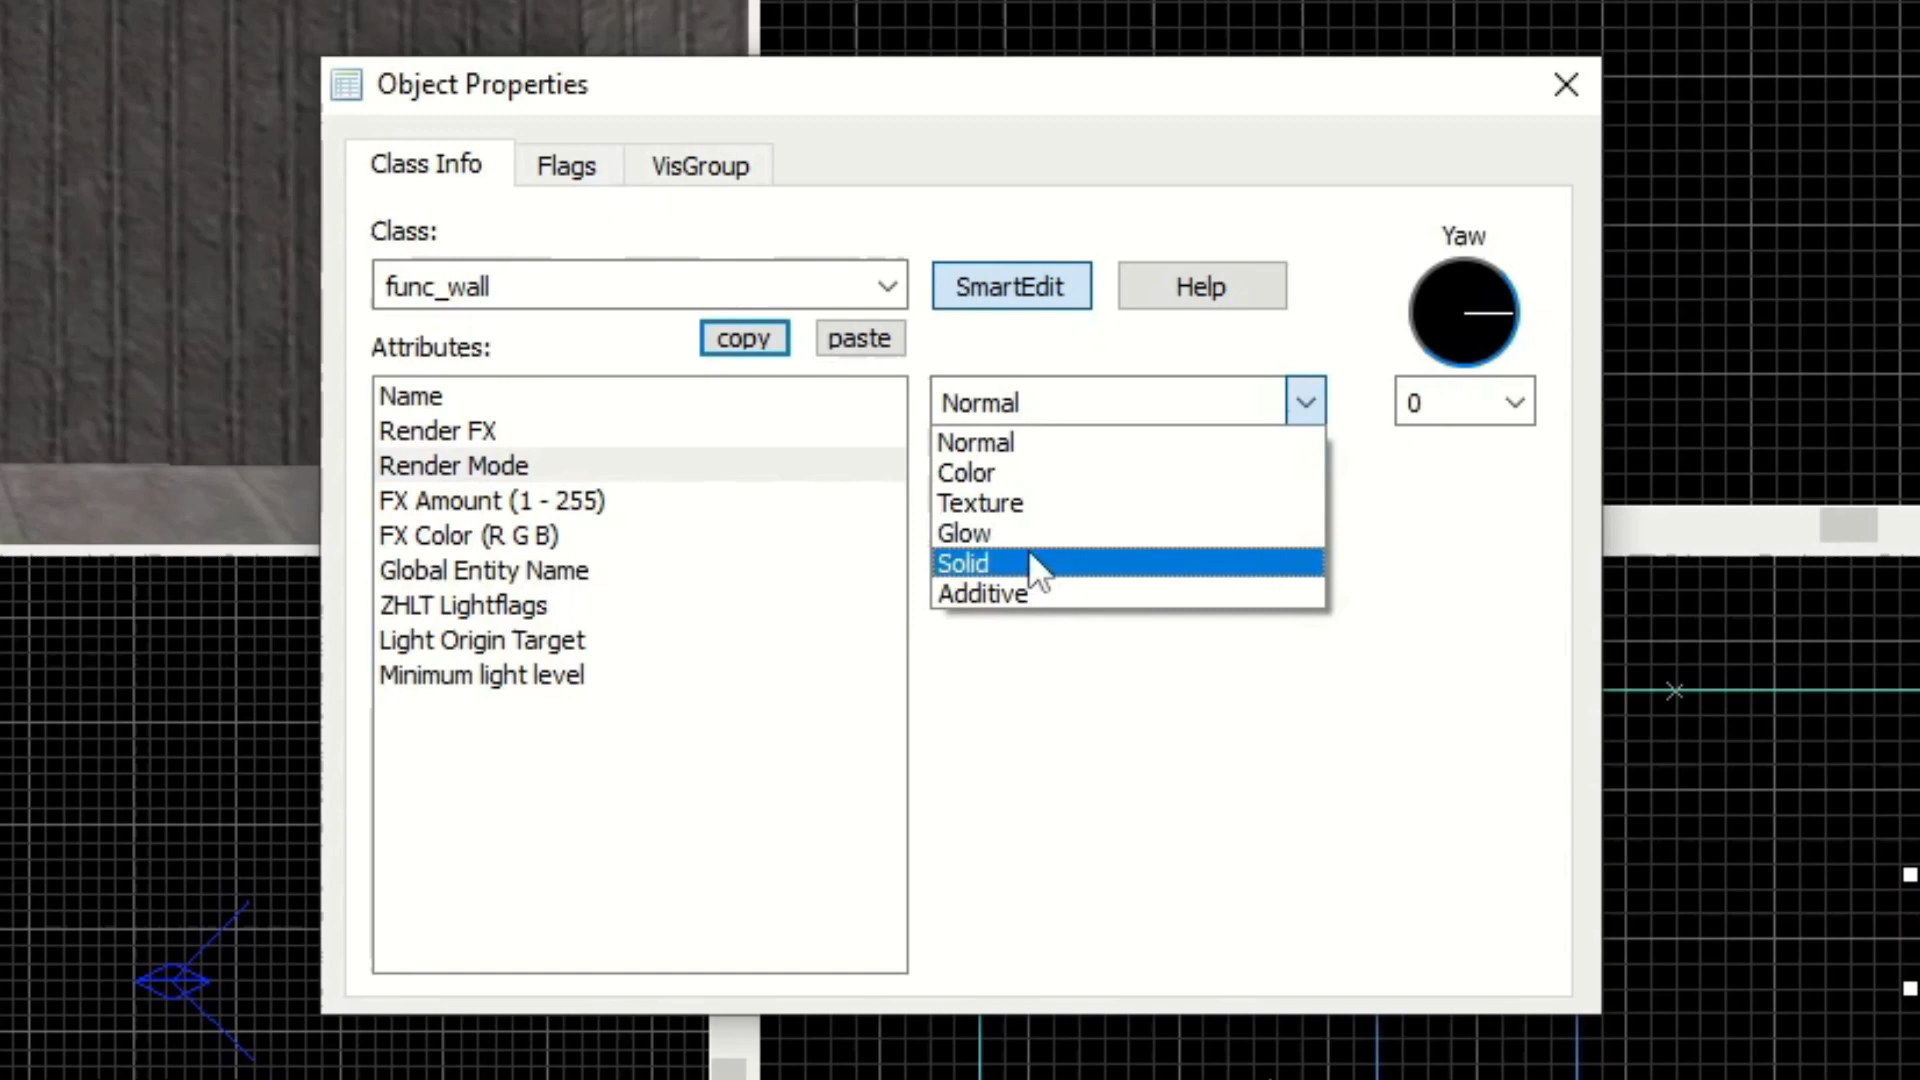 Object Properties
Class Info Flags VisGroup
Class:
Yaw
func_wall SmartEdit Help
Attributes: copy paste
Name
Render FX
Render Mode
FX Amount (1 - 255)
FX Color (R G B)
Global Entity Name
ZHLT Lightflags
Light Origin Target
Minimum light level
Normal
Normal
Color
Texture
Glow
Solid
Additive
0